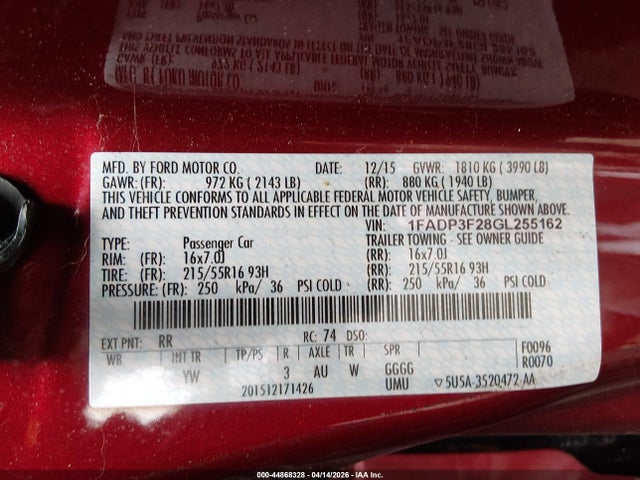 MFD. BY FORD MOTOR CO. DATE: 12/15 GVWR: 1810 KG ( 3990 LB)
GAWR: (FR) 972 KG ( 2143 LB) (RR) 880 KG ( 1940 LB)
THIS VEHICLE CONFORMS TO ALL APPLICABLE FEDERAL MOTOR VEHICLE SAFETY, BUMPER,
AND THEFT PREVENTION STANDARDS IN EFFECT ON THE DATE OF MANUFACTURE SHOWN ABOVE.
VIN: 1FADP3F28GL255162
TYPE: Passenger Car TRAILER TOWING - SEE OWNER GUIDE
RIM: (FR) 16x7.0J (RR) 16x7.0J
TIRE: (FR) 215/55R16 93H (RR) 215/55R16 93H
PRESSURE: (FR) 250 kPa/ 36 PSI COLD (RR) 250 kPa/ 36 PSI COLD
EXT PNT: RR RC: 74 DSO: F0096
WB INT TR TP/PS R AXLE TR SPR R0070
YW 3 AU W GGGG
201512171426 UMU 5U5A-3520472-AA
000-44868328 - 04/14/2026 - IAA Inc.